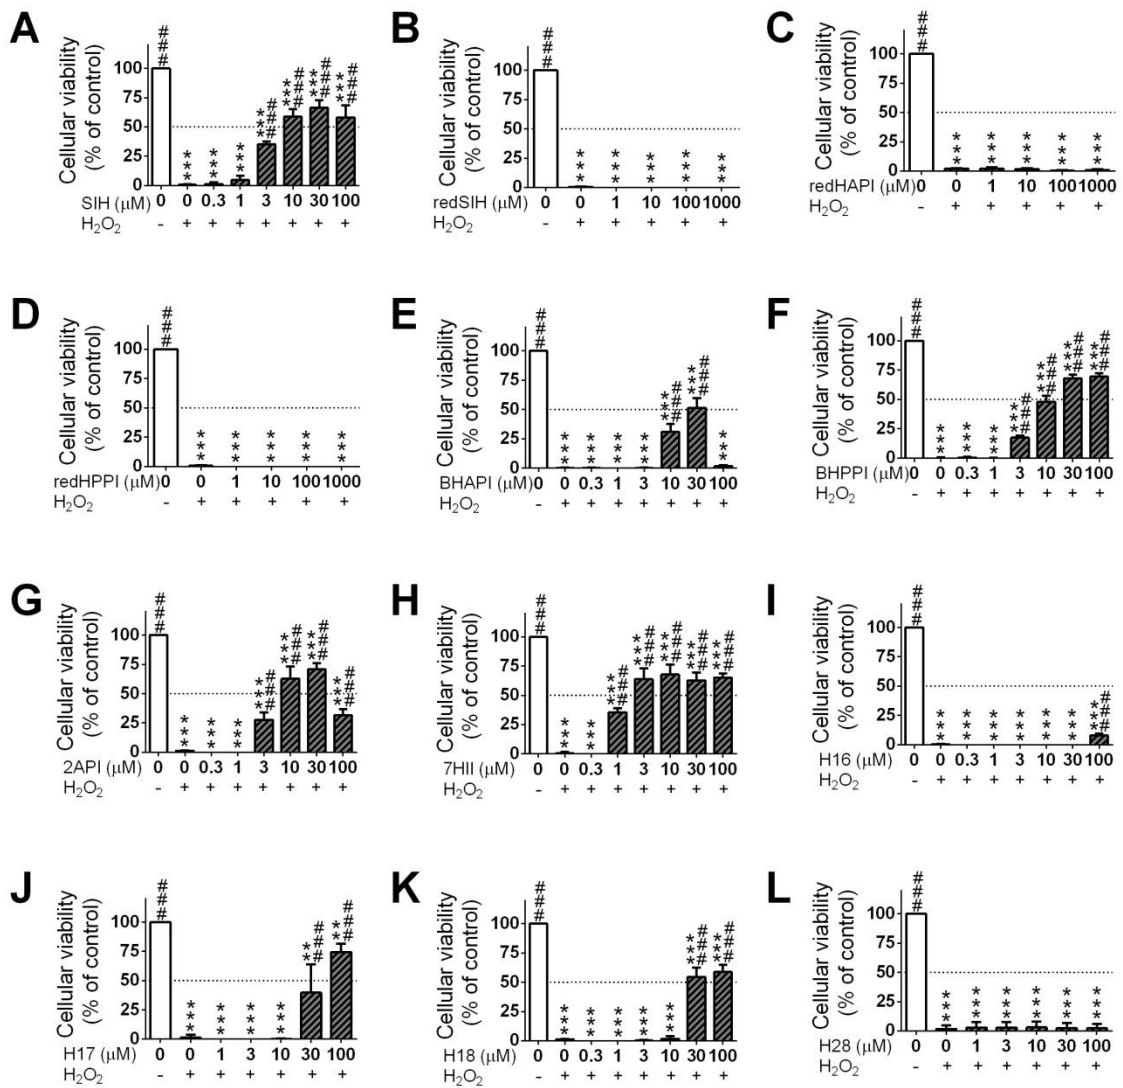 A
Cellular viability
(% of control)
100
75
50
25
0
###
***
***
***
***
###
***
###
***
###
***
###
SIH (μM) 0 0 0.3 1 3 10 30 100
H₂O₂ - + + + + + + +
B
Cellular viability
(% of control)
100
75
50
25
0
###
***
***
***
***
***
redSIH (μM) 0 0 1 10 100 1000
H₂O₂ - + + + + +
C
Cellular viability
(% of control)
100
75
50
25
0
###
***
***
***
***
***
redHAPI (μM) 0 0 1 10 100 1000
H₂O₂ - + + + + +
D
Cellular viability
(% of control)
100
75
50
25
0
###
***
***
***
***
***
redHPPI (μM) 0 0 1 10 100 1000
H₂O₂ - + + + + +
E
Cellular viability
(% of control)
100
75
50
25
0
###
***
***
***
***
***
###
***
###
***
BHAPI (μM) 0 0 0.3 1 3 10 30 100
H₂O₂ - + + + + + + +
F
Cellular viability
(% of control)
100
75
50
25
0
###
***
***
***
***
###
***
###
***
###
***
###
BHPPI (μM) 0 0 0.3 1 3 10 30 100
H₂O₂ - + + + + + + +
G
Cellular viability
(% of control)
100
75
50
25
0
###
***
***
***
***
###
***
###
***
###
***
###
2API (μM) 0 0 0.3 1 3 10 30 100
H₂O₂ - + + + + + + +
H
Cellular viability
(% of control)
100
75
50
25
0
###
***
***
***
###
***
###
***
###
***
###
***
###
7HII (μM) 0 0 0.3 1 3 10 30 100
H₂O₂ - + + + + + + +
I
Cellular viability
(% of control)
100
75
50
25
0
###
***
***
***
***
***
***
***
###
H16 (μM) 0 0 0.3 1 3 10 30 100
H₂O₂ - + + + + + + +
J
Cellular viability
(% of control)
100
75
50
25
0
###
***
***
***
***
**
###
**
###
H17 (μM) 0 0 1 3 10 30 100
H₂O₂ - + + + + + +
K
Cellular viability
(% of control)
100
75
50
25
0
###
***
***
***
***
***
***
###
***
###
H18 (μM) 0 0 0.3 1 3 10 30 100
H₂O₂ - + + + + + + +
L
Cellular viability
(% of control)
100
75
50
25
0
###
***
***
***
***
***
***
H28 (μM) 0 0 1 3 10 30 100
H₂O₂ - + + + + + +